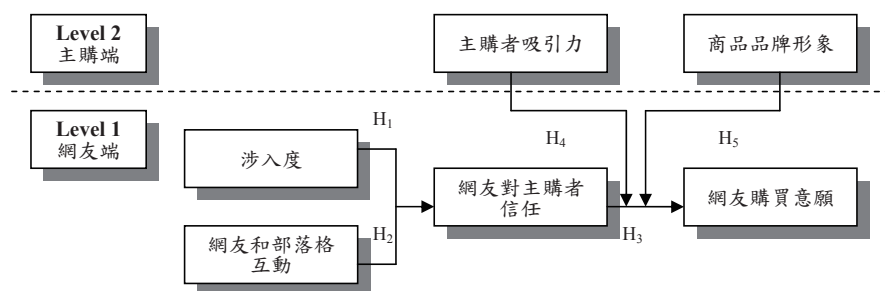 Level 2
主購端
主購者吸引力
商品品牌形象
Level 1
網友端
H₁
涉入度
H₄
H₅
網友對主購者
信任
網友購買意願
H₂
網友和部落格
互動
H₃